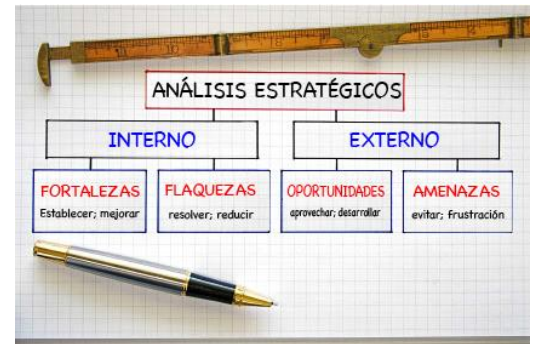 ANÁLISIS ESTRATÉGICOS
INTERNO
EXTERNO
FORTALEZAS
Establecer; mejorar
FLAQUEZAS
resolver; reducir
OPORTUNIDADES
aprovechar; desarrollar
AMENAZAS
evitar; frustración